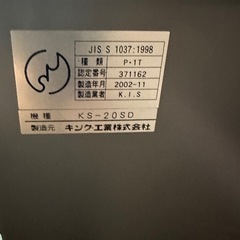 JIS S 1037:1998
種類 P・1T
認定番号 371162
製造年月 2002-11
製造業者 K.I.S
機種 KS-20SD
製造元 キング工業株式会社